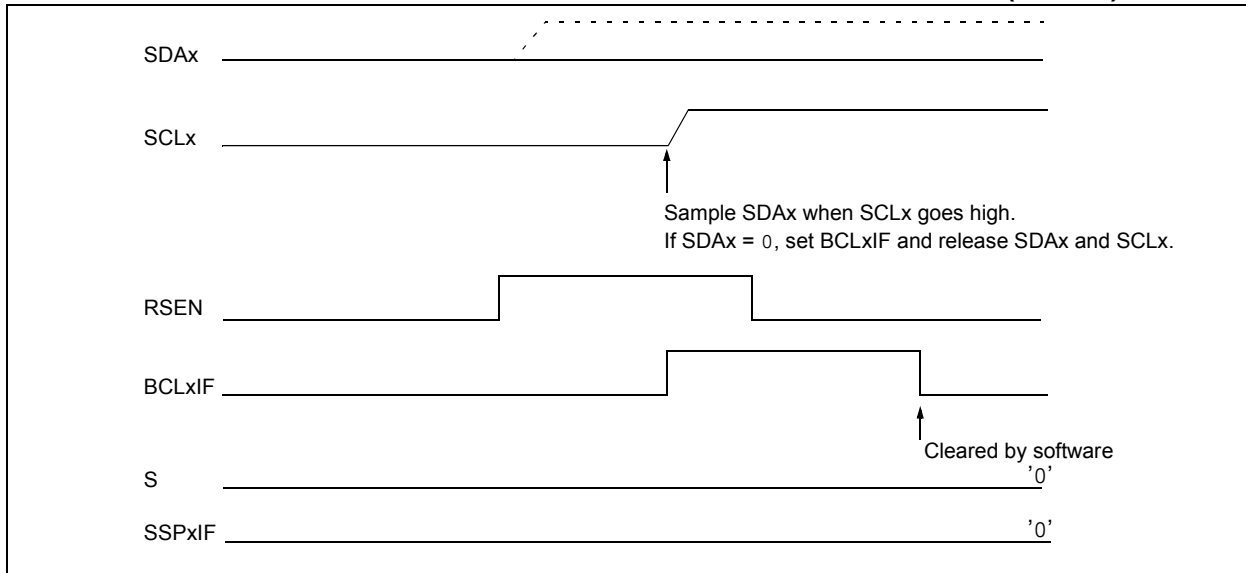 SDAx
SCLx
Sample SDAx when SCLx goes high.
If SDAx = 0, set BCLxIF and release SDAx and SCLx.
RSEN
BCLxIF
Cleared by software
S '0'
SSPxIF '0'